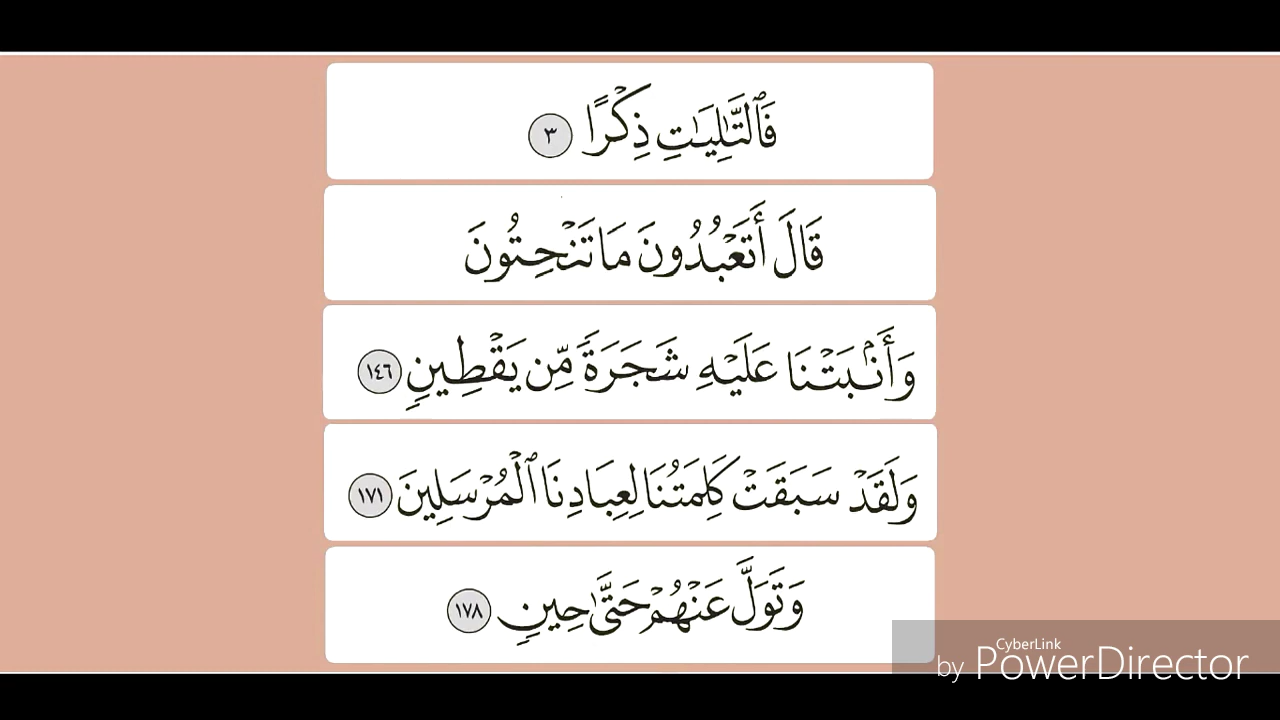 فَٱلتَّـٰلِيَـٰتِ ذِكْرًا ٣
قَالَ أَتَعْبُدُونَ مَا تَنْحِتُونَ
وَأَنۢبَتْنَا عَلَيْهِ شَجَرَةً مِّن يَقْطِينٍ ١٤٦
وَلَقَدْ سَبَقَتْ كَلِمَتُنَا لِعِبَادِنَا ٱلْمُرْسَلِينَ ١٧١
وَتَوَلَّ عَنْهُمْ حَتَّىٰ حِينٍ ١٧٨
CyberLink
by PowerDirector